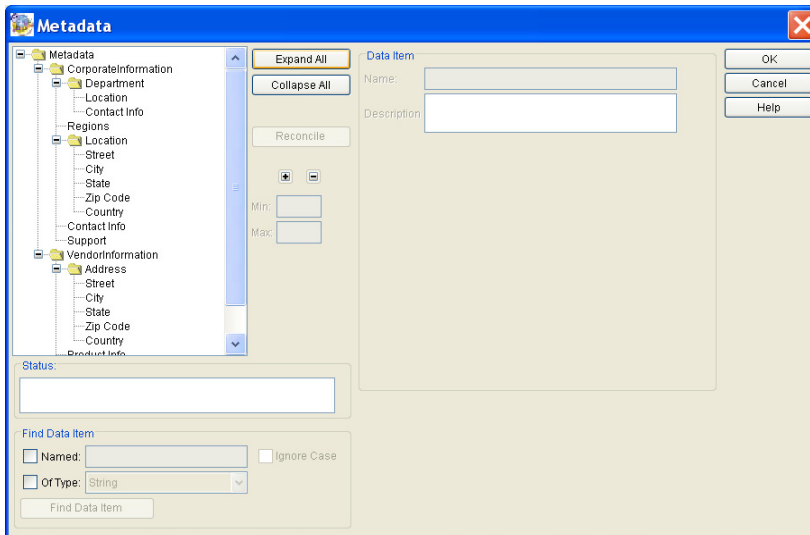 Metadata
Metadata
CorporateInformation
Department
Location
Contact Info
Regions
Location
Street
City
State
Zip Code
Country
Contact Info
Support
VendorInformation
Address
Street
City
State
Zip Code
Country
Product Info
Expand All
Collapse All
Reconcile
Min:
Max:
Data Item
Name:
Description
OK
Cancel
Help
Status:
Find Data Item
Named:
Ignore Case
Of Type: String
Find Data Item